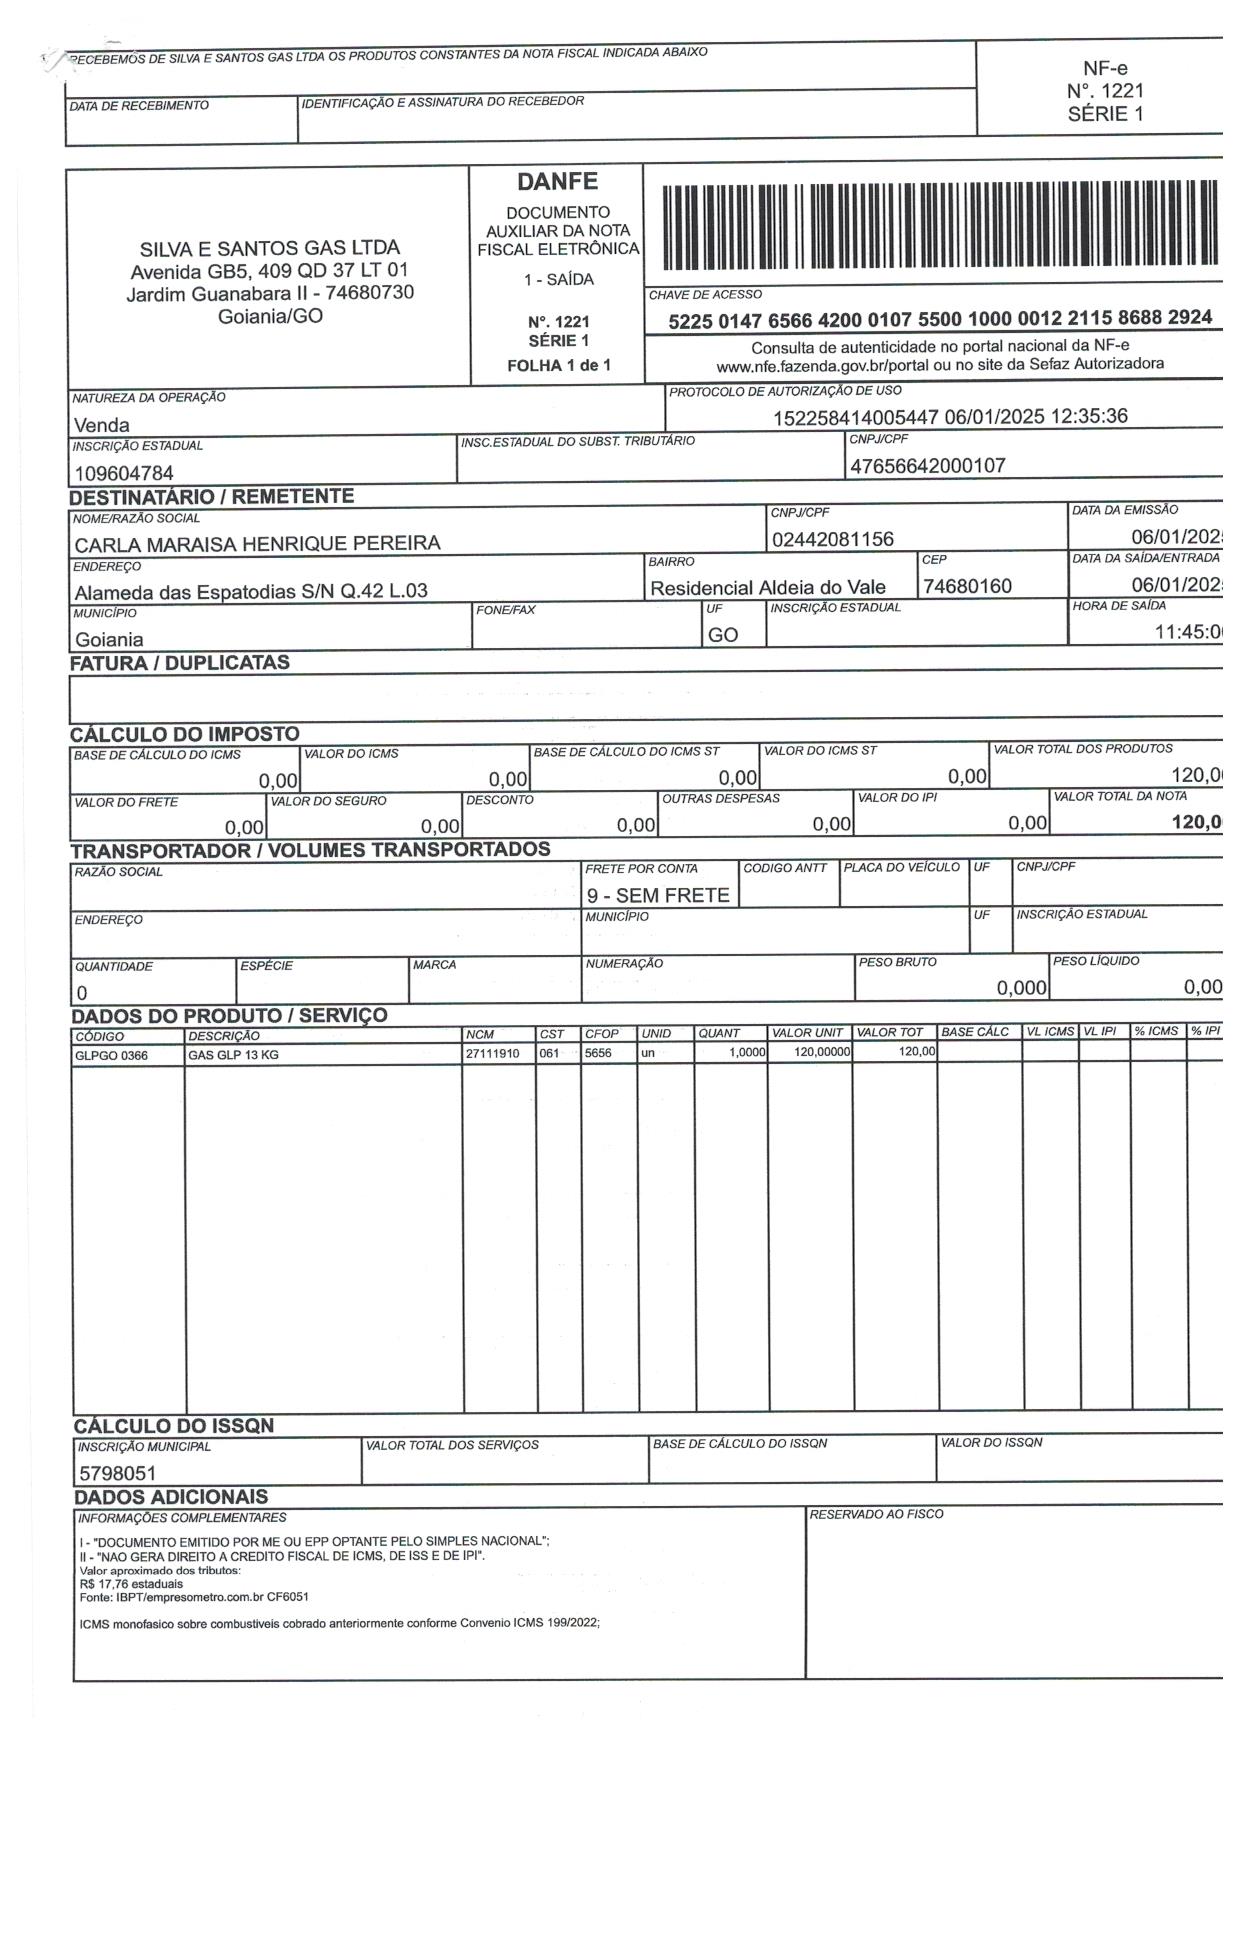 RECEBEMOS DE SILVA E SANTOS GAS LTDA OS PRODUTOS CONSTANTES DA NOTA FISCAL INDICADA ABAIXO
NF-e
N°. 1221
SÉRIE 1
DATA DE RECEBIMENTO IDENTIFICAÇÃO E ASSINATURA DO RECEBEDOR
SILVA E SANTOS GAS LTDA
Avenida GB5, 409 QD 37 LT 01
Jardim Guanabara II - 74680730
Goiania/GO
DANFE
DOCUMENTO
AUXILIAR DA NOTA
FISCAL ELETRÔNICA
1 - SAÍDA
N°. 1221
SÉRIE 1
FOLHA 1 de 1
CHAVE DE ACESSO
5225 0147 6566 4200 0107 5500 1000 0012 2115 8688 2924
Consulta de autenticidade no portal nacional da NF-e
www.nfe.fazenda.gov.br/portal ou no site da Sefaz Autorizadora
NATUREZA DA OPERAÇÃO PROTOCOLO DE AUTORIZAÇÃO DE USO
Venda 152258414005447 06/01/2025 12:35:36
INSCRIÇÃO ESTADUAL INSC.ESTADUAL DO SUBST. TRIBUTÁRIO CNPJ/CPF
109604784 47656642000107
DESTINATÁRIO / REMETENTE
NOME/RAZÃO SOCIAL CNPJ/CPF DATA DA EMISSÃO
CARLA MARAISA HENRIQUE PEREIRA 02442081156 06/01/202
ENDEREÇO BAIRRO CEP DATA DA SAÍDA/ENTRADA
Alameda das Espatodias S/N Q.42 L.03 Residencial Aldeia do Vale 74680160 06/01/202
MUNICÍPIO FONE/FAX UF INSCRIÇÃO ESTADUAL HORA DE SAÍDA
Goiania GO 11:45:0
FATURA / DUPLICATAS
CÁLCULO DO IMPOSTO
BASE DE CÁLCULO DO ICMS VALOR DO ICMS BASE DE CÁLCULO DO ICMS ST VALOR DO ICMS ST VALOR TOTAL DOS PRODUTOS
0,00 0,00 0,00 0,00 120,0
VALOR DO FRETE VALOR DO SEGURO DESCONTO OUTRAS DESPESAS VALOR DO IPI VALOR TOTAL DA NOTA
0,00 0,00 0,00 0,00 0,00 120,0
TRANSPORTADOR / VOLUMES TRANSPORTADOS
RAZÃO SOCIAL FRETE POR CONTA CODIGO ANTT PLACA DO VEÍCULO UF CNPJ/CPF
9 - SEM FRETE
ENDEREÇO MUNICÍPIO UF INSCRIÇÃO ESTADUAL
QUANTIDADE ESPÉCIE MARCA NUMERAÇÃO PESO BRUTO PESO LÍQUIDO
0 0,000 0,00
DADOS DO PRODUTO / SERVIÇO
CÓDIGO DESCRIÇÃO NCM CST CFOP UNID QUANT VALOR UNIT VALOR TOT BASE CÁLC VL ICMS VL IPI % ICMS % IPI
GLPGO 0366 GAS GLP 13 KG 27111910 061 5656 un 1,0000 120,00000 120,00
CÁLCULO DO ISSQN
INSCRIÇÃO MUNICIPAL VALOR TOTAL DOS SERVIÇOS BASE DE CÁLCULO DO ISSQN VALOR DO ISSQN
5798051
DADOS ADICIONAIS
INFORMAÇÕES COMPLEMENTARES RESERVADO AO FISCO
I - "DOCUMENTO EMITIDO POR ME OU EPP OPTANTE PELO SIMPLES NACIONAL";
II - "NAO GERA DIREITO A CREDITO FISCAL DE ICMS, DE ISS E DE IPI".
Valor aproximado dos tributos:
R$ 17,76 estaduais
Fonte: IBPT/empresometro.com.br CF6051
ICMS monofasico sobre combustiveis cobrado anteriormente conforme Convenio ICMS 199/2022;